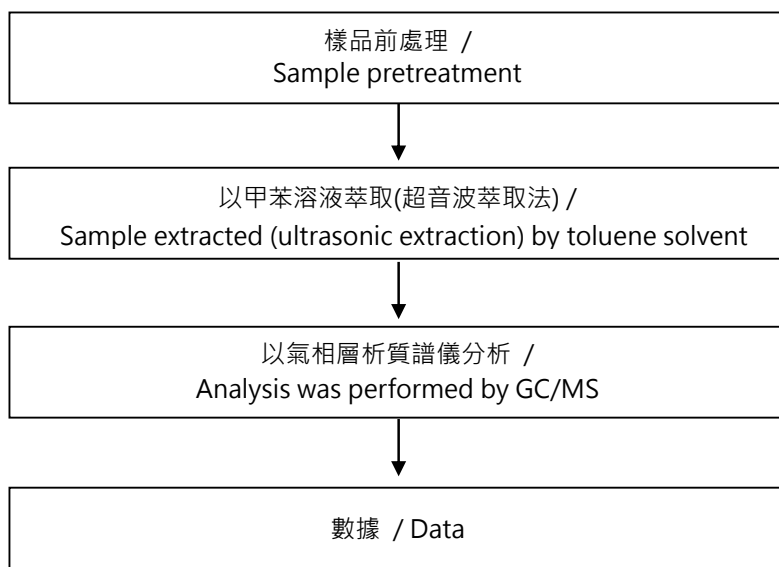 樣品前處理 /
Sample pretreatment
以甲苯溶液萃取(超音波萃取法) /
Sample extracted (ultrasonic extraction) by toluene solvent
以氣相層析質譜儀分析 /
Analysis was performed by GC/MS
數據 / Data